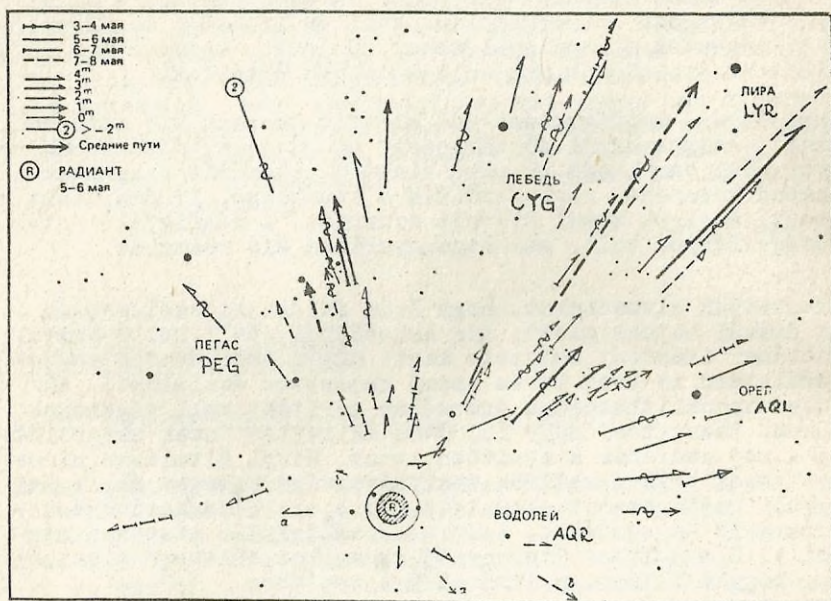 3-4 мая
5-6 мая
6-7 мая
7-8 мая
4m
3m
2m
1m
0m
2 > -2m
Средние пути
R РАДИАНТ
5-6 мая
2
ЛИРА
LYR
ЛЕБЕДЬ
CYG
ПЕГАС
PEG
ОРЕЛ
AQL
R
ВОДОЛЕЙ
AQR